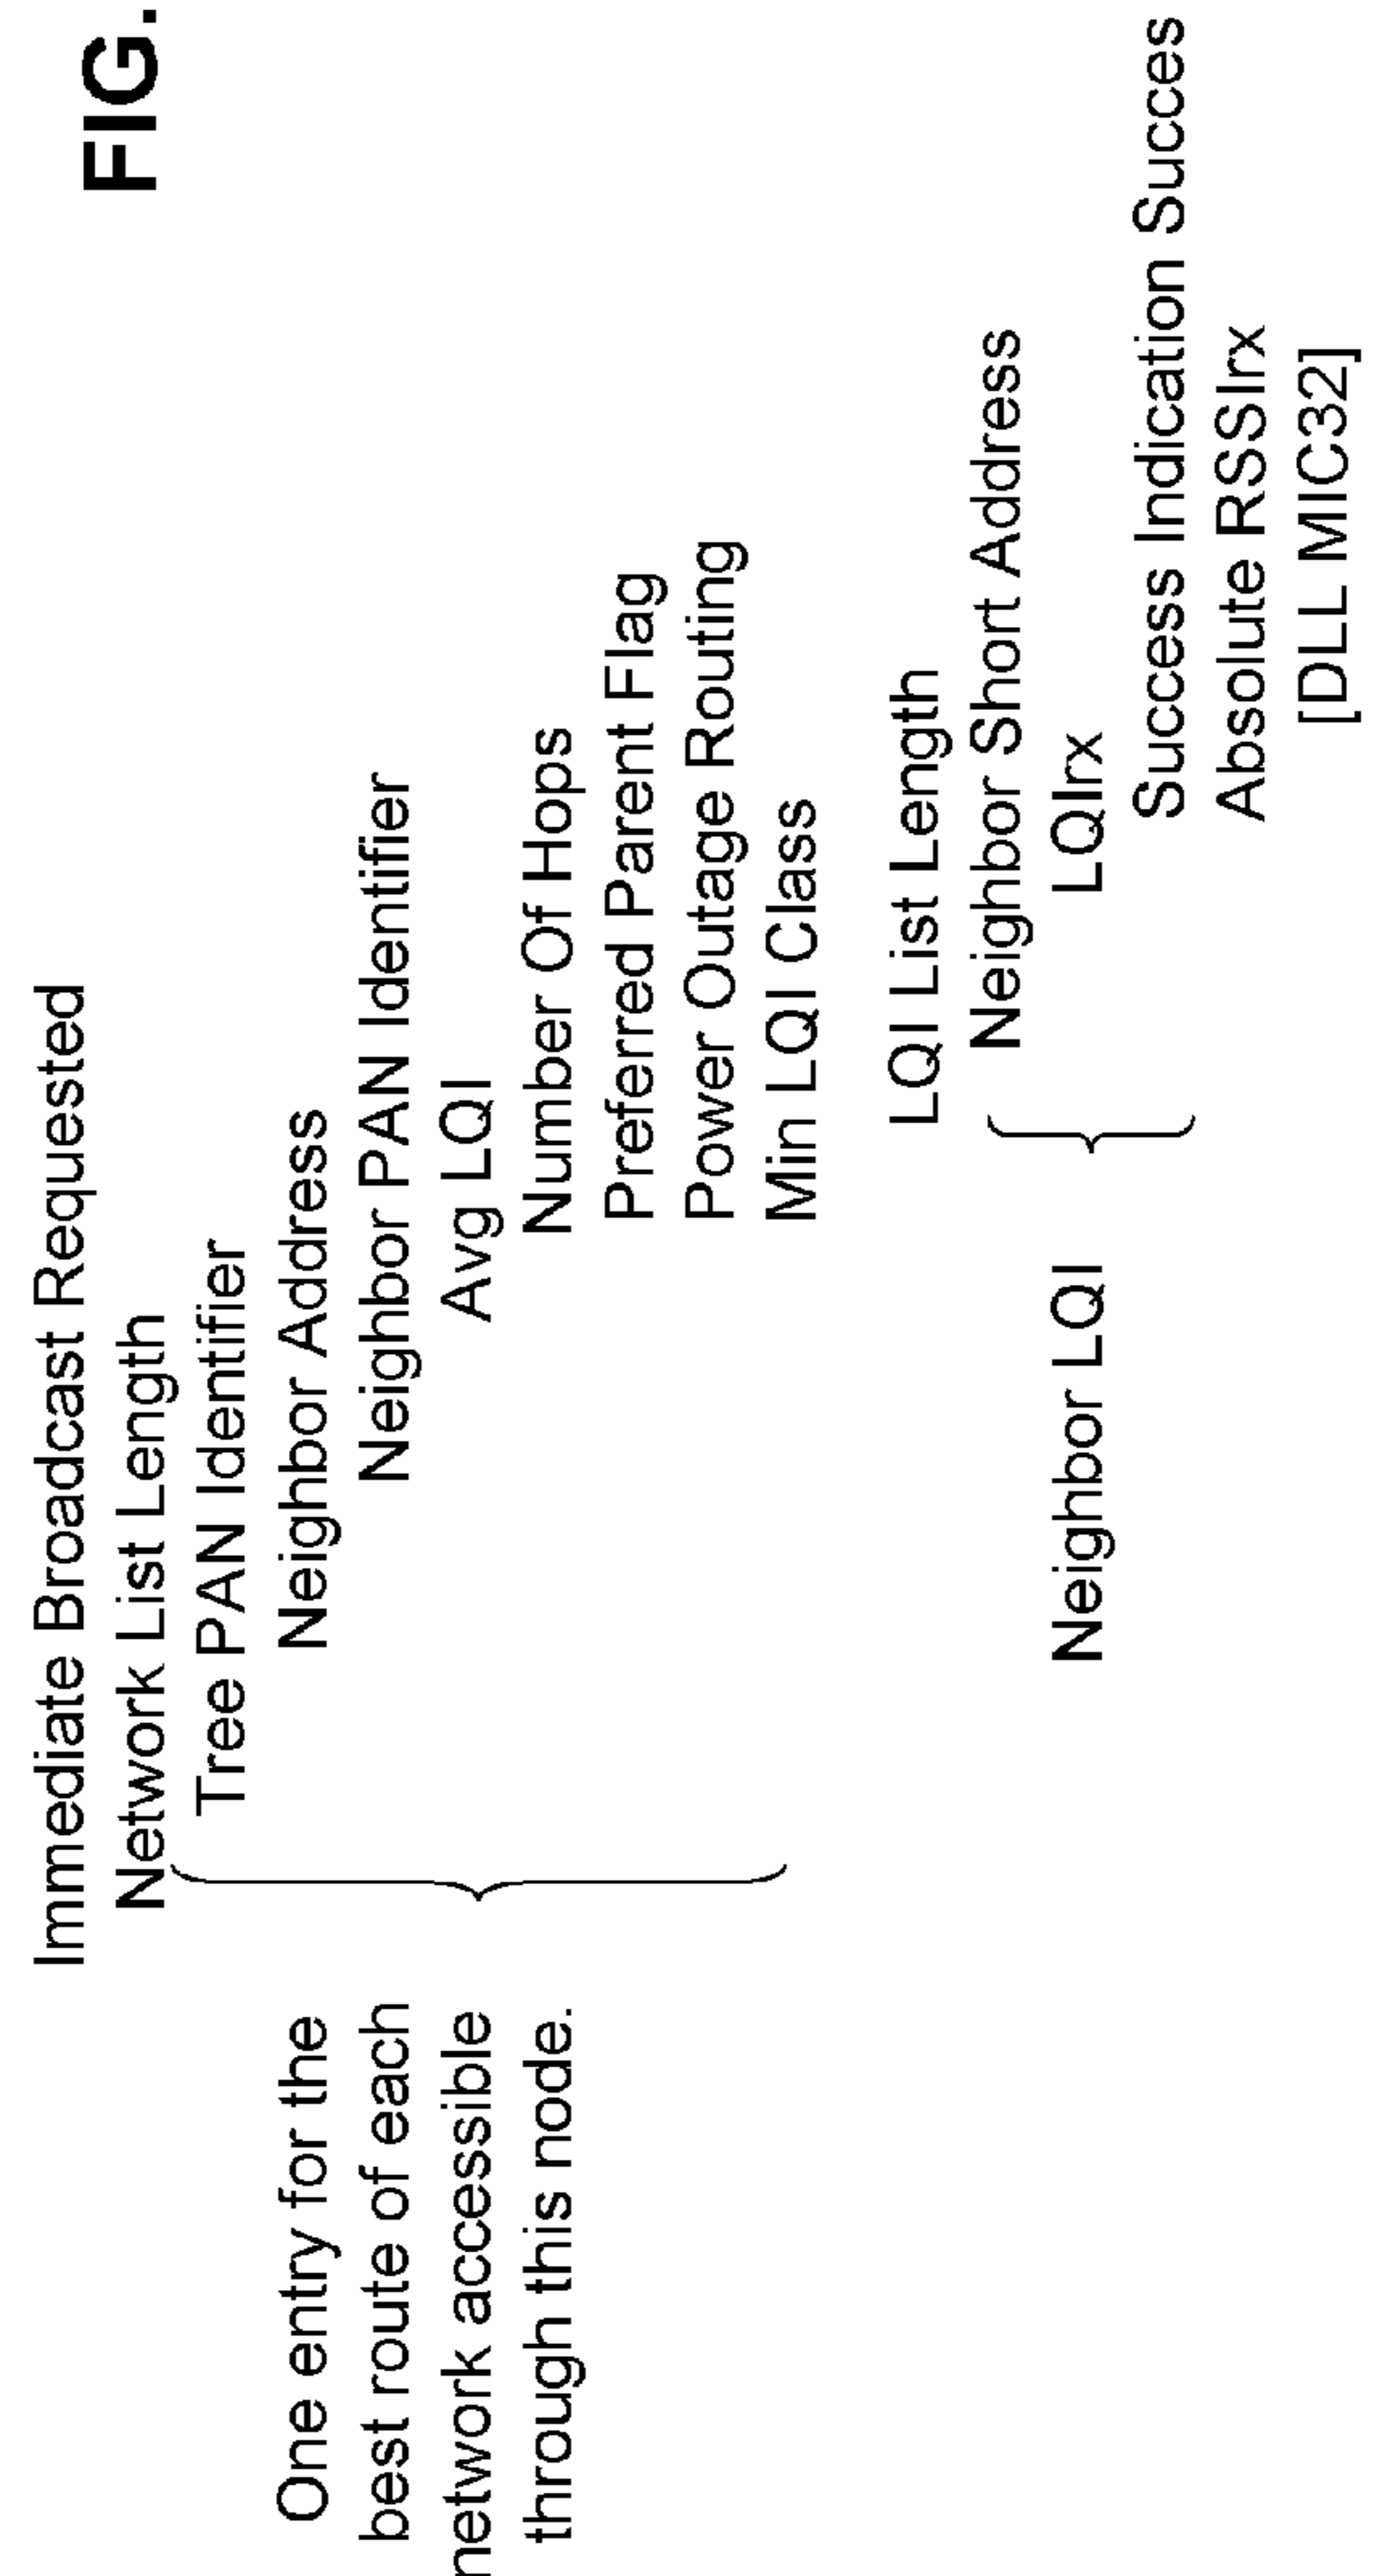 FIG.
Immediate Broadcast Requested
Network List Length
Tree PAN Identifier
Neighbor Address
Neighbor PAN Identifier
Avg LQI
Number Of Hops
Preferred Parent Flag
Power Outage Routing
Min LQI Class
One entry for the
best route of each
network accessible
through this node.
LQI List Length
Neighbor Short Address
LQIrx
Neighbor LQI
Success Indication Succes
Absolute RSSIrx
[DLL MIC32]